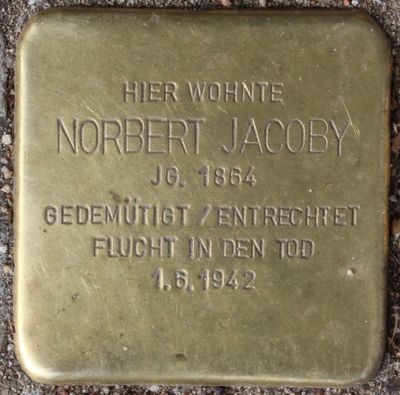 HIER WOHNTE
NORBERT JACOBY
JG. 1864
GEDEMÜTIGT / ENTRECHTET
FLUCHT IN DEN TOD
1.6.1942